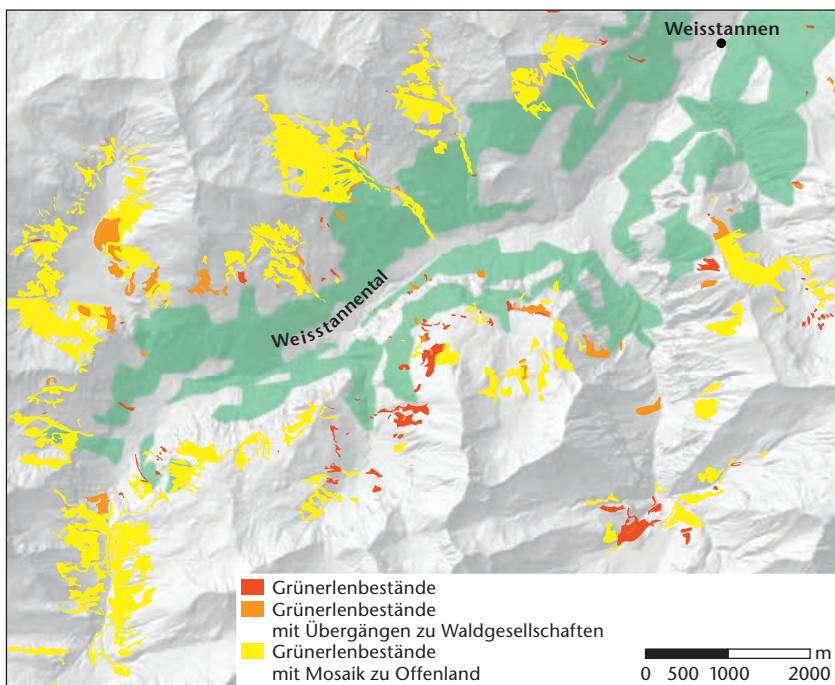 Weisstannen
Weisstannental
Grünerlenbestände
Grünerlenbestände
mit Übergängen zu Waldgesellschaften
Grünerlenbestände
mit Mosaik zu Offenland
m
0 500 1000 2000